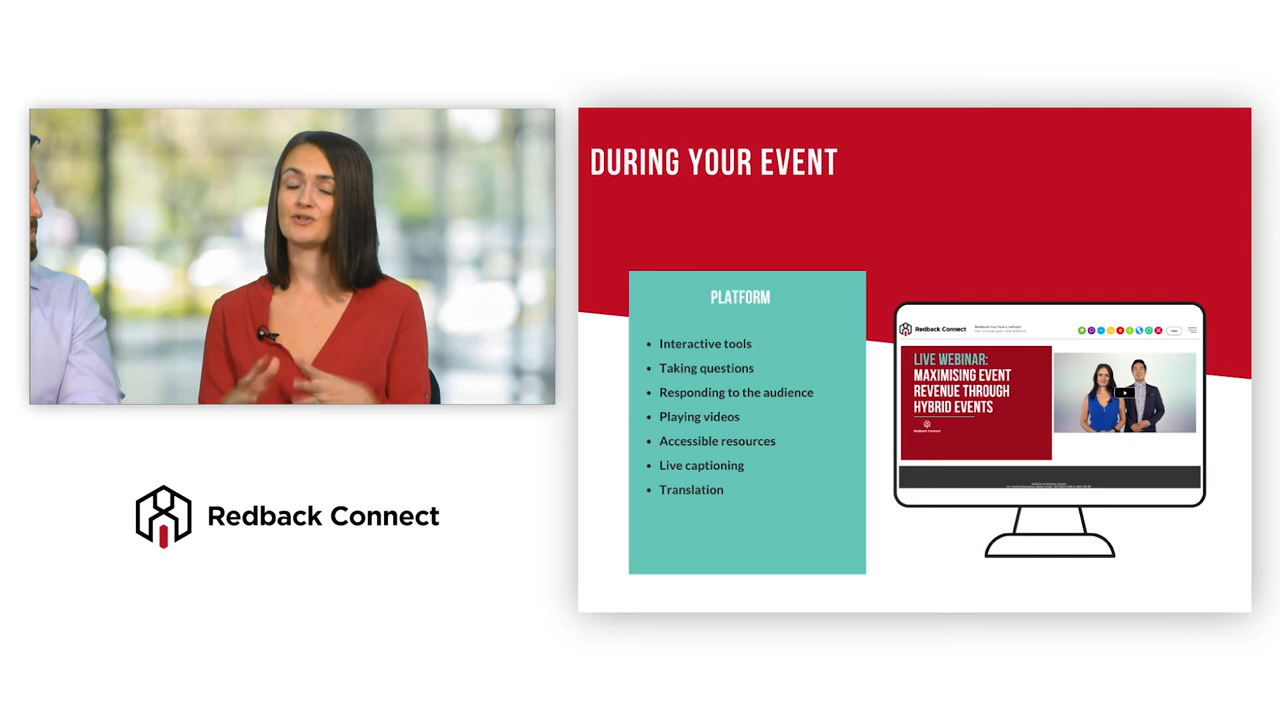 DURING YOUR EVENT
PLATFORM
• Interactive tools
• Taking questions
• Responding to the audience
• Playing videos
• Accessible resources
• Live captioning
• Translation
Redback Connect
LIVE WEBINAR:
MAXIMISING EVENT
REVENUE THROUGH
HYBRID EVENTS
Redback Connect
Redback Connect